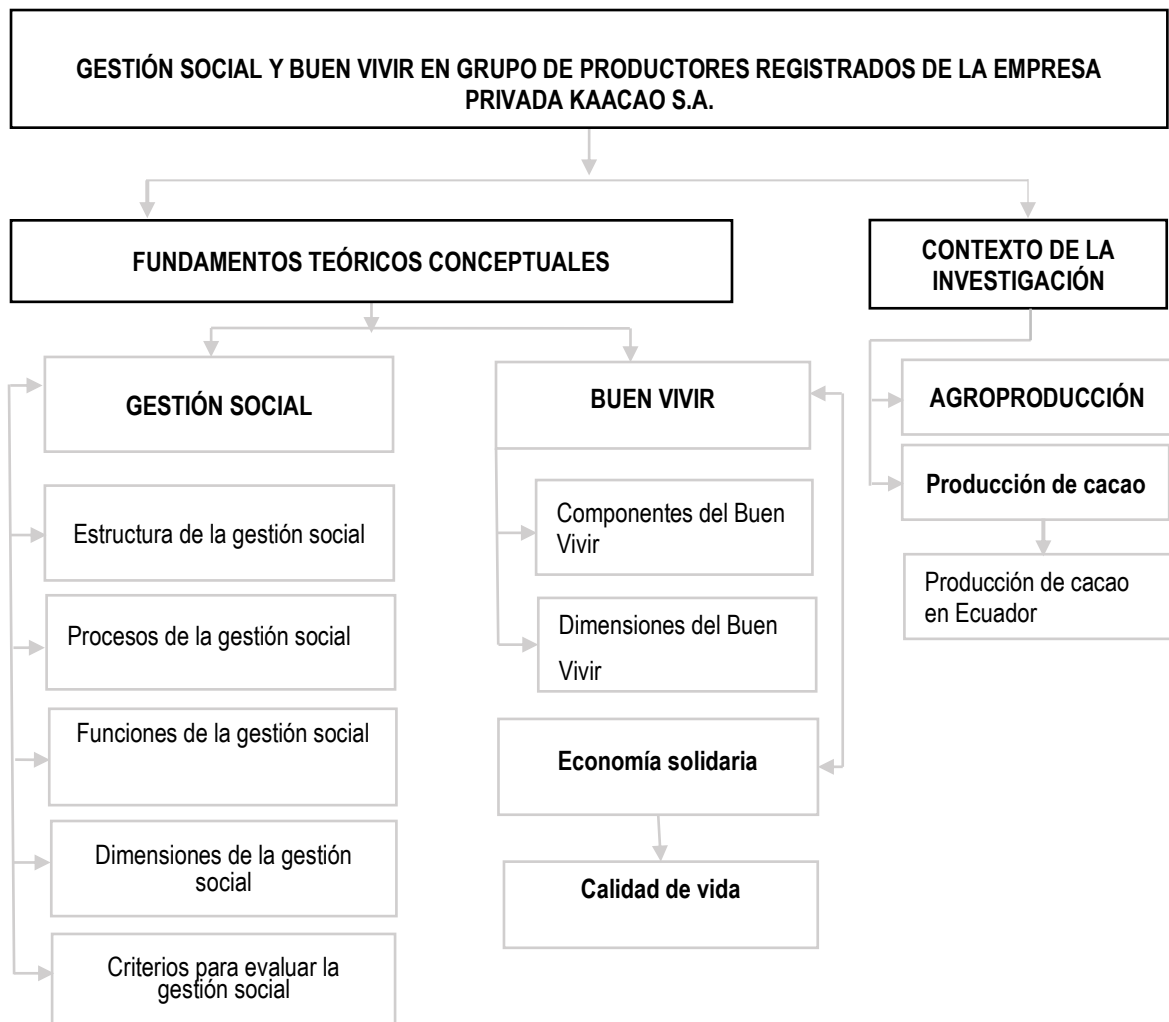 GESTIÓN SOCIAL Y BUEN VIVIR EN GRUPO DE PRODUCTORES REGISTRADOS DE LA EMPRESA
PRIVADA KAACAO S.A.
FUNDAMENTOS TEÓRICOS CONCEPTUALES
CONTEXTO DE LA
INVESTIGACIÓN
GESTIÓN SOCIAL
Estructura de la gestión social
Procesos de la gestión social
Funciones de la gestión social
Dimensiones de la gestión
social
Criterios para evaluar la
gestión social
BUEN VIVIR
Componentes del Buen
Vivir
Dimensiones del Buen
Vivir
Economía solidaria
Calidad de vida
AGROPRODUCCIÓN
Producción de cacao
Producción de cacao
en Ecuador